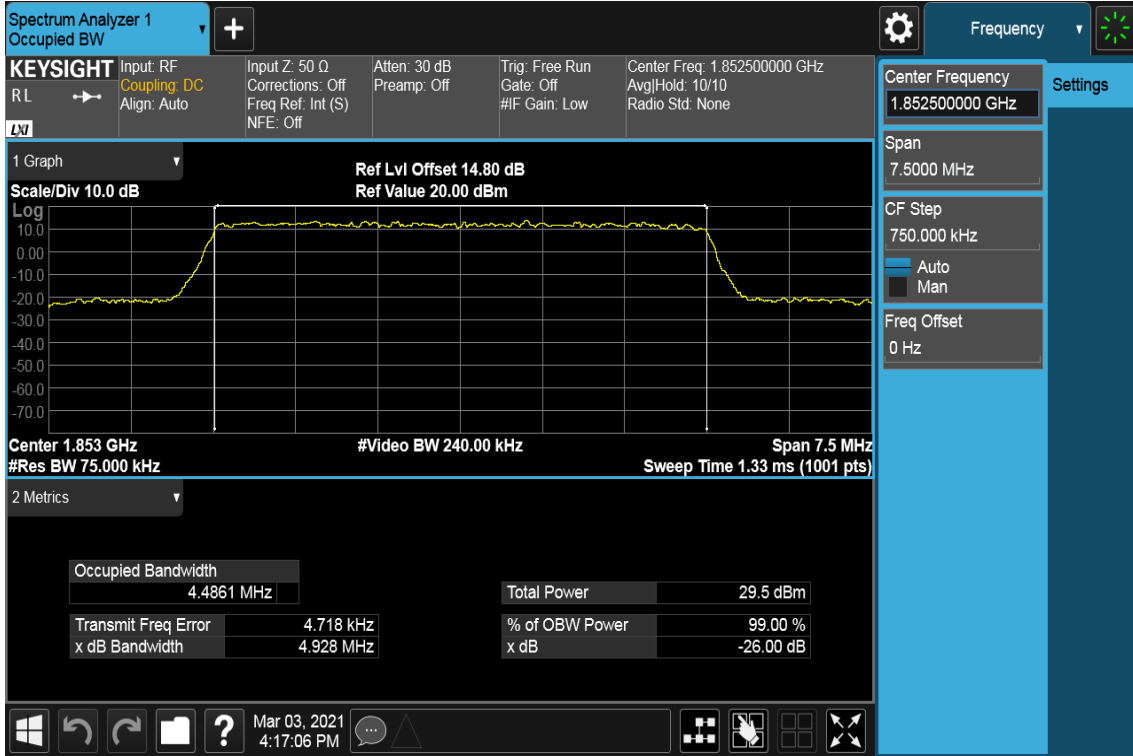 Spectrum Analyzer 1
Occupied BW
+
Frequency
KEYSIGHT
R L
LXI
Input: RF
Coupling: DC
Align: Auto
Input Z: 50 Ω
Corrections: Off
Freq Ref: Int (S)
NFE: Off
Atten: 30 dB
Preamp: Off
Trig: Free Run
Gate: Off
#IF Gain: Low
Center Freq: 1.852500000 GHz
Avg|Hold: 10/10
Radio Std: None
Center Frequency
1.852500000 GHz
Settings
Span
7.5000 MHz
CF Step
750.000 kHz
Auto
Man
Freq Offset
0 Hz
1 Graph
Scale/Div 10.0 dB
Ref Lvl Offset 14.80 dB
Ref Value 20.00 dBm
Log
10.0
0.00
-10.0
-20.0
-30.0
-40.0
-50.0
-60.0
-70.0
Center 1.853 GHz
#Video BW 240.00 kHz
Span 7.5 MHz
#Res BW 75.000 kHz
Sweep Time 1.33 ms (1001 pts)
2 Metrics
Occupied Bandwidth
4.4861 MHz
Total Power 29.5 dBm
Transmit Freq Error 4.718 kHz
% of OBW Power 99.00 %
x dB Bandwidth 4.928 MHz
x dB -26.00 dB
?
Mar 03, 2021
4:17:06 PM